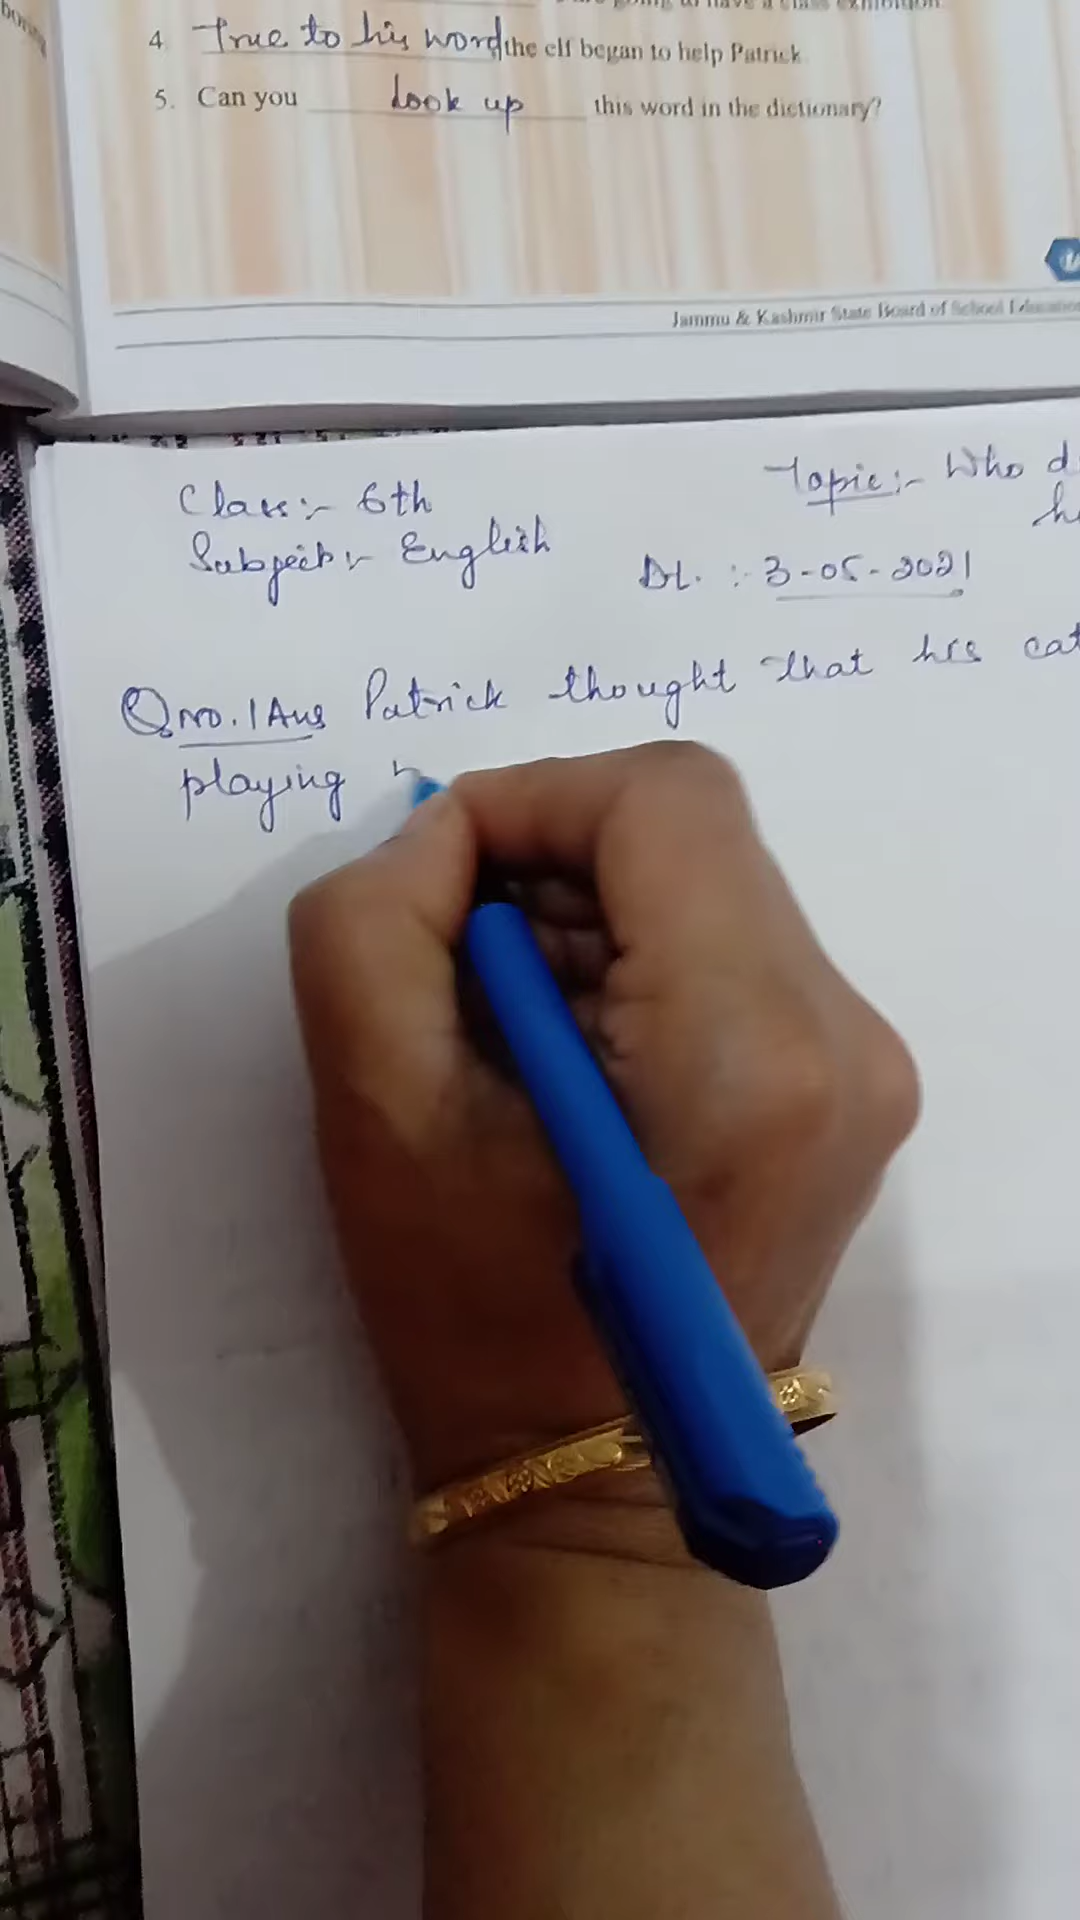 4. True to his word the elf began to help Patrick
5. Can you look up this word in the dictionary?
Jammu & Kashmir State Board of School Education
Class:- 6th
Topic:- Who d
Subject:- English
Dt. : 3-05-2021
Q no. 1 Ans Patrick thought that his cat
playing